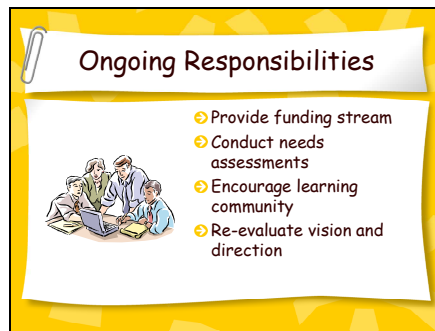 Ongoing Responsibilities
Provide funding stream
Conduct needs
assessments
Encourage learning
community
Re-evaluate vision and
direction